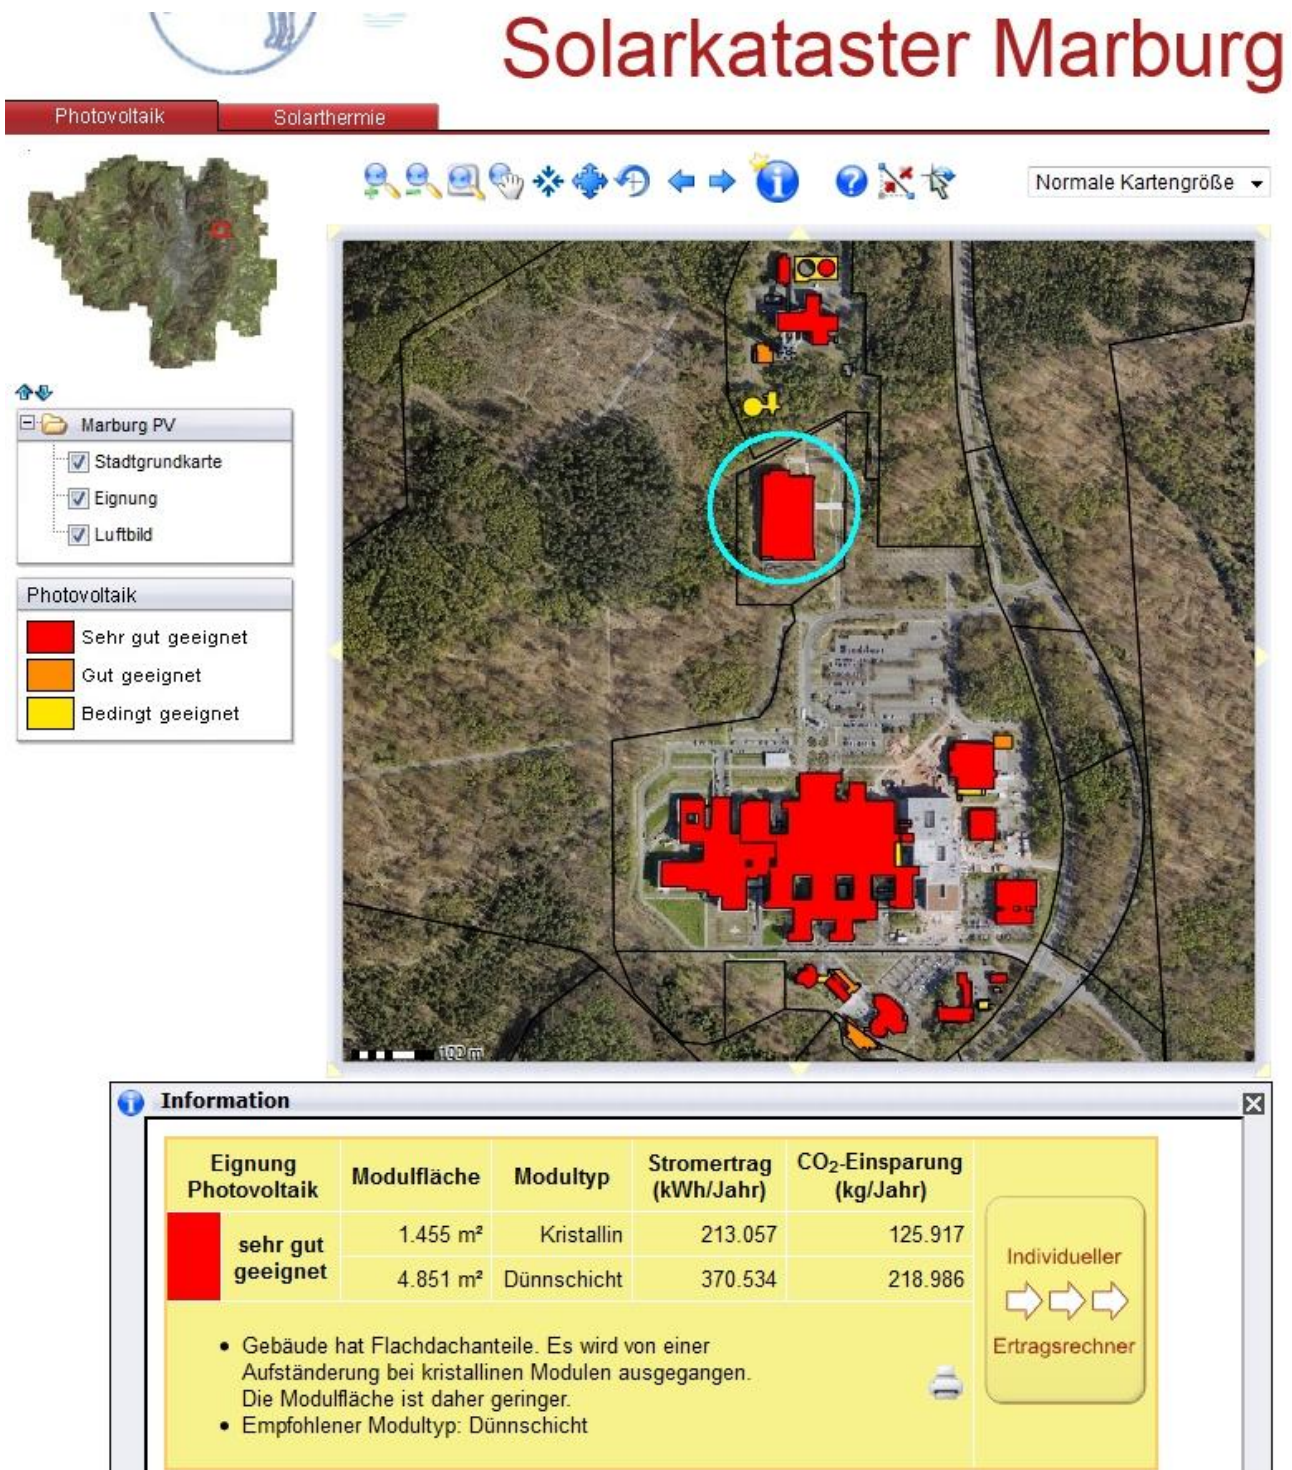 Solarkataster Marburg
Photovoltaik
Solarthermie
Normale Kartengröße
Marburg PV
Stadtgrundkarte
Eignung
Luftbild
Photovoltaik
Sehr gut geeignet
Gut geeignet
Bedingt geeignet
100 m
Information
Eignung Photovoltaik Modulfläche Modultyp Stromertrag (kWh/Jahr) CO₂-Einsparung (kg/Jahr)
sehr gut geeignet 1.455 m² Kristallin 213.057 125.917
4.851 m² Dünnschicht 370.534 218.986
Individueller
Ertragsrechner
• Gebäude hat Flachdachanteile. Es wird von einer
Aufständerung bei kristallinen Modulen ausgegangen.
Die Modulfläche ist daher geringer.
• Empfohlener Modultyp: Dünnschicht